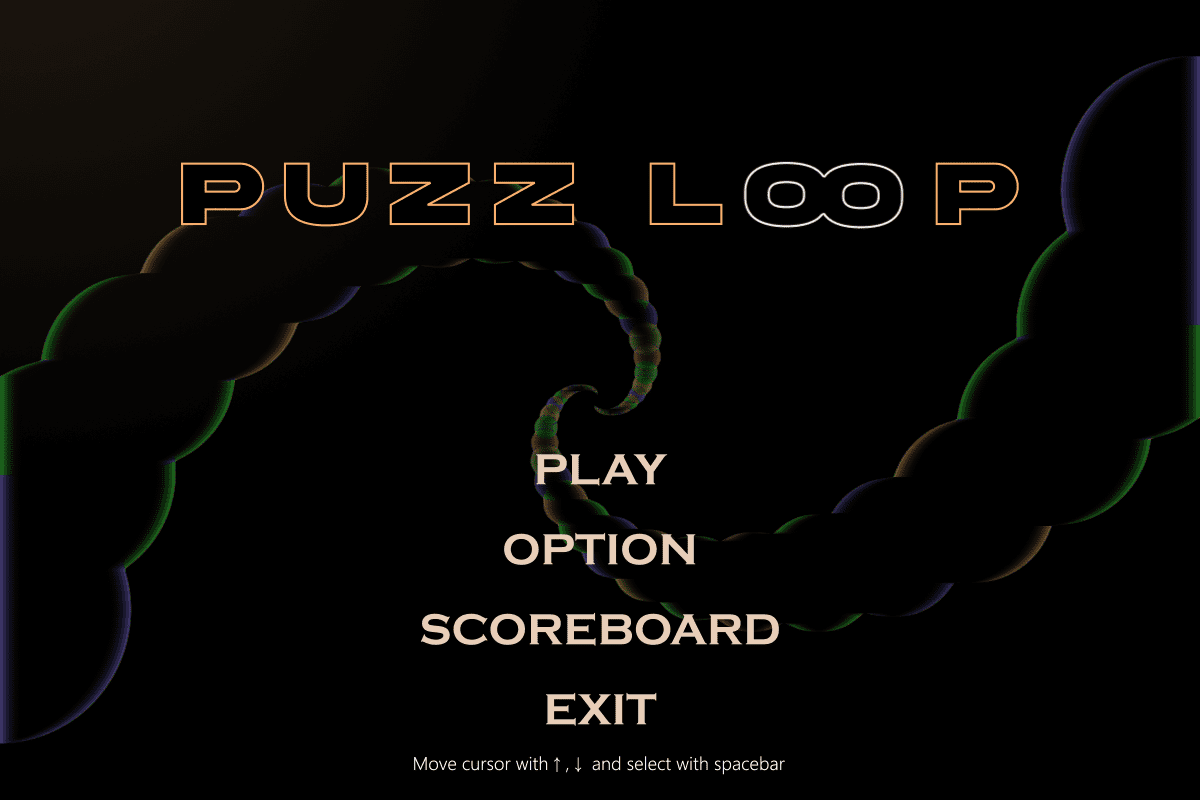 PUZZ LOOP
PLAY
OPTION
SCOREBOARD
EXIT
Move cursor with ↑ , ↓ and select with spacebar